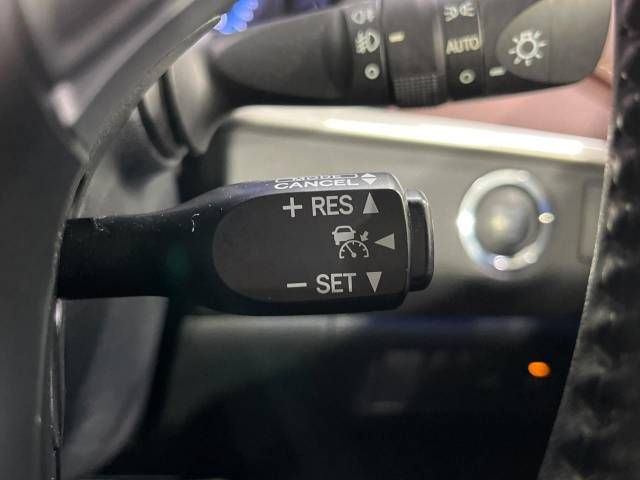 AUTO
MODE
CANCEL
+ RES
− SET